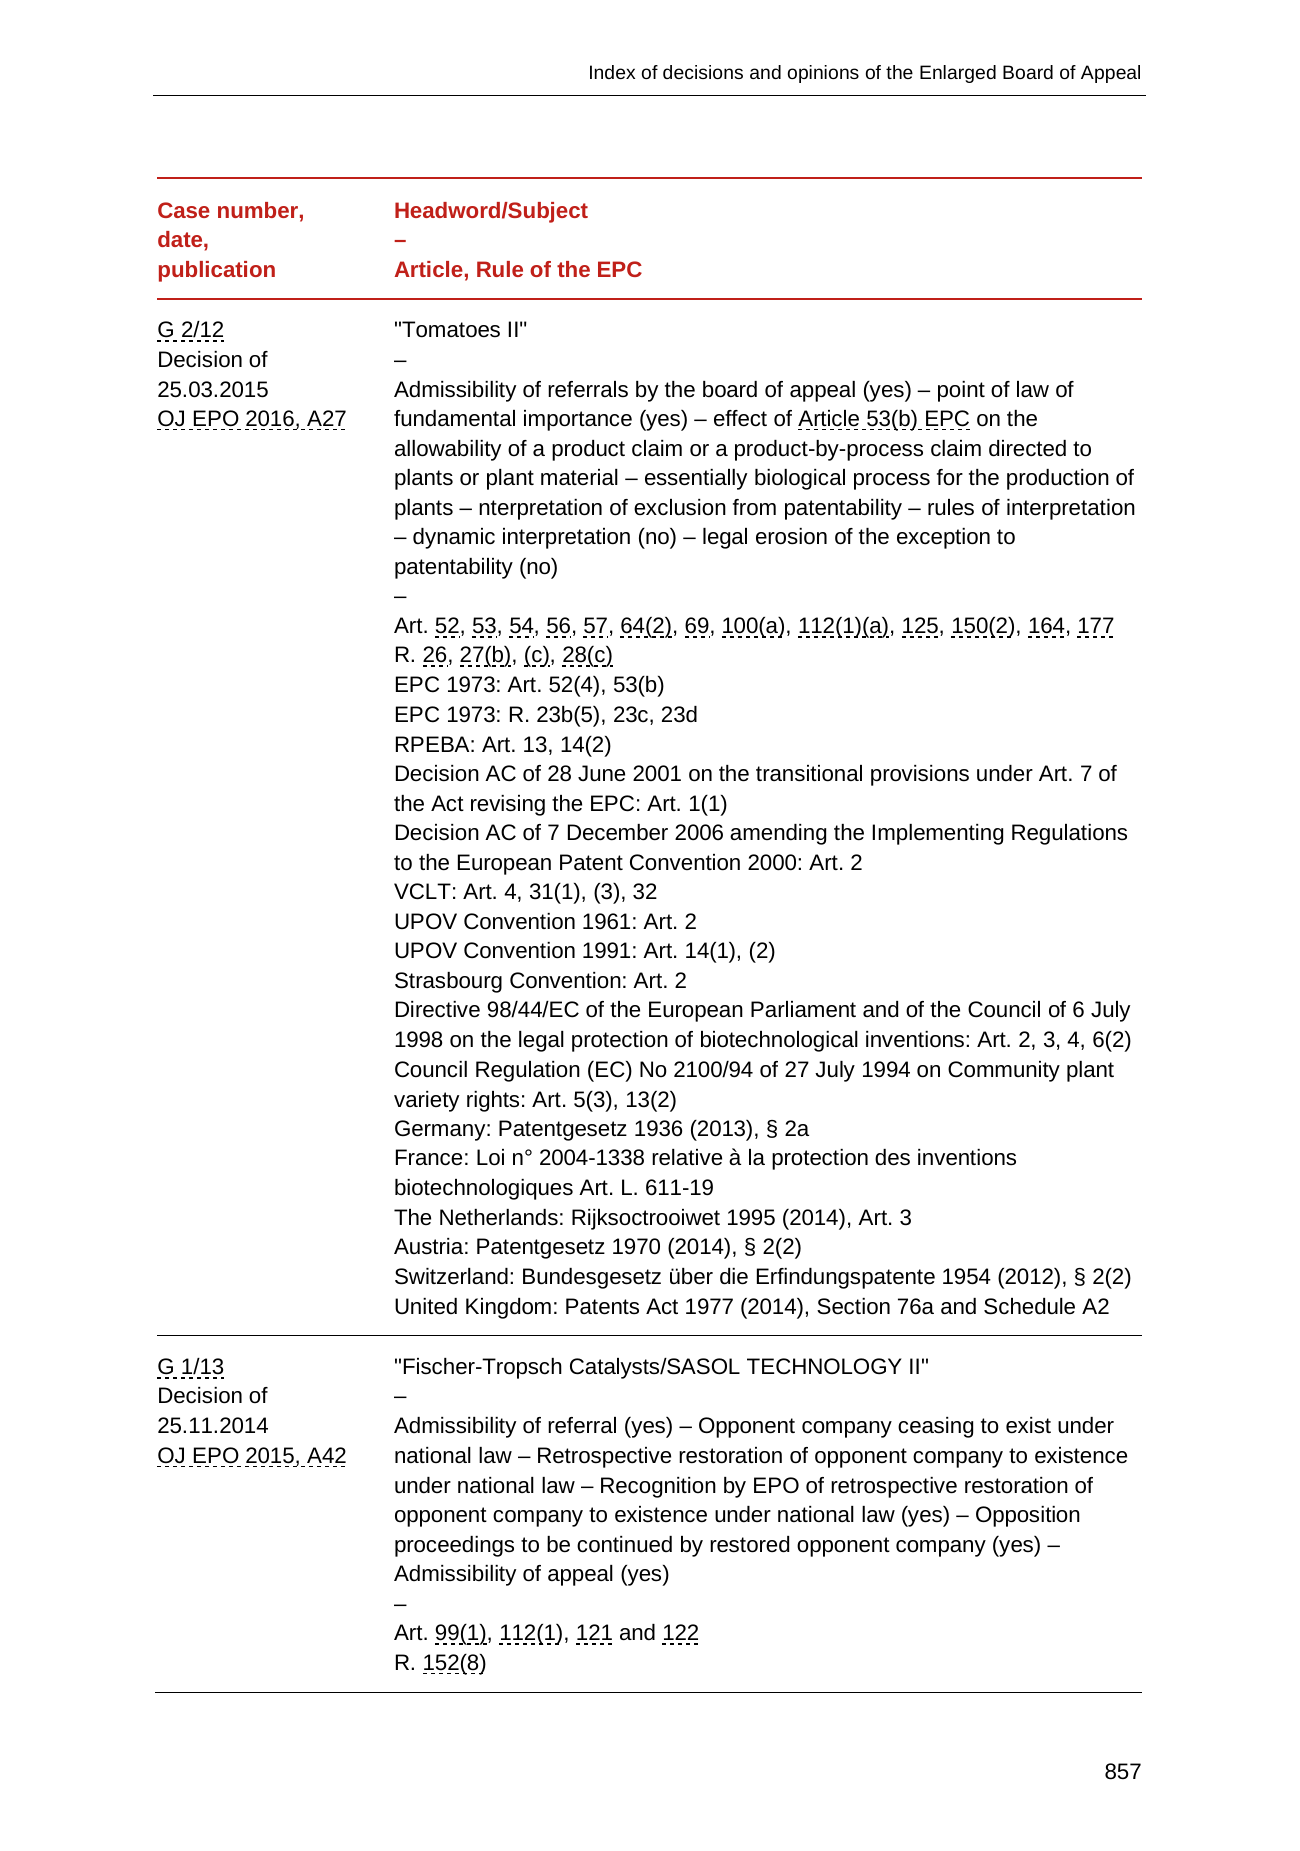 Index of decisions and opinions of the Enlarged Board of Appeal
Case number,
date,
publication
Headword/Subject
–
Article, Rule of the EPC
G 2/12
Decision of
25.03.2015
OJ EPO 2016, A27
"Tomatoes II"
–
Admissibility of referrals by the board of appeal (yes) – point of law of
fundamental importance (yes) – effect of Article 53(b) EPC on the
allowability of a product claim or a product-by-process claim directed to
plants or plant material – essentially biological process for the production of
plants – nterpretation of exclusion from patentability – rules of interpretation
– dynamic interpretation (no) – legal erosion of the exception to
patentability (no)
–
Art. 52, 53, 54, 56, 57, 64(2), 69, 100(a), 112(1)(a), 125, 150(2), 164, 177
R. 26, 27(b), (c), 28(c)
EPC 1973: Art. 52(4), 53(b)
EPC 1973: R. 23b(5), 23c, 23d
RPEBA: Art. 13, 14(2)
Decision AC of 28 June 2001 on the transitional provisions under Art. 7 of
the Act revising the EPC: Art. 1(1)
Decision AC of 7 December 2006 amending the Implementing Regulations
to the European Patent Convention 2000: Art. 2
VCLT: Art. 4, 31(1), (3), 32
UPOV Convention 1961: Art. 2
UPOV Convention 1991: Art. 14(1), (2)
Strasbourg Convention: Art. 2
Directive 98/44/EC of the European Parliament and of the Council of 6 July
1998 on the legal protection of biotechnological inventions: Art. 2, 3, 4, 6(2)
Council Regulation (EC) No 2100/94 of 27 July 1994 on Community plant
variety rights: Art. 5(3), 13(2)
Germany: Patentgesetz 1936 (2013), § 2a
France: Loi n° 2004-1338 relative à la protection des inventions
biotechnologiques Art. L. 611-19
The Netherlands: Rijksoctrooiwet 1995 (2014), Art. 3
Austria: Patentgesetz 1970 (2014), § 2(2)
Switzerland: Bundesgesetz über die Erfindungspatente 1954 (2012), § 2(2)
United Kingdom: Patents Act 1977 (2014), Section 76a and Schedule A2
G 1/13
Decision of
25.11.2014
OJ EPO 2015, A42
"Fischer-Tropsch Catalysts/SASOL TECHNOLOGY II"
–
Admissibility of referral (yes) – Opponent company ceasing to exist under
national law – Retrospective restoration of opponent company to existence
under national law – Recognition by EPO of retrospective restoration of
opponent company to existence under national law (yes) – Opposition
proceedings to be continued by restored opponent company (yes) –
Admissibility of appeal (yes)
–
Art. 99(1), 112(1), 121 and 122
R. 152(8)
857